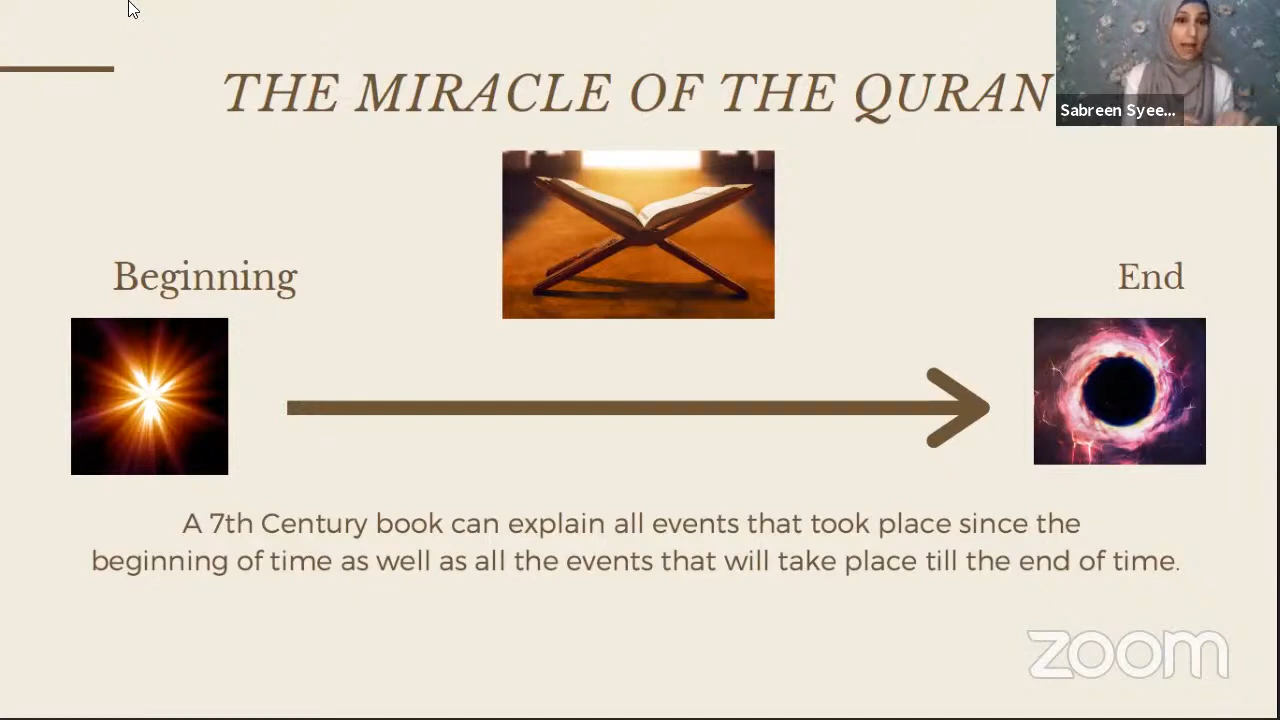 THE MIRACLE OF THE QURAN
Sabreen Syee...
Beginning
End
A 7th Century book can explain all events that took place since the
beginning of time as well as all the events that will take place till the end of time.
zoom